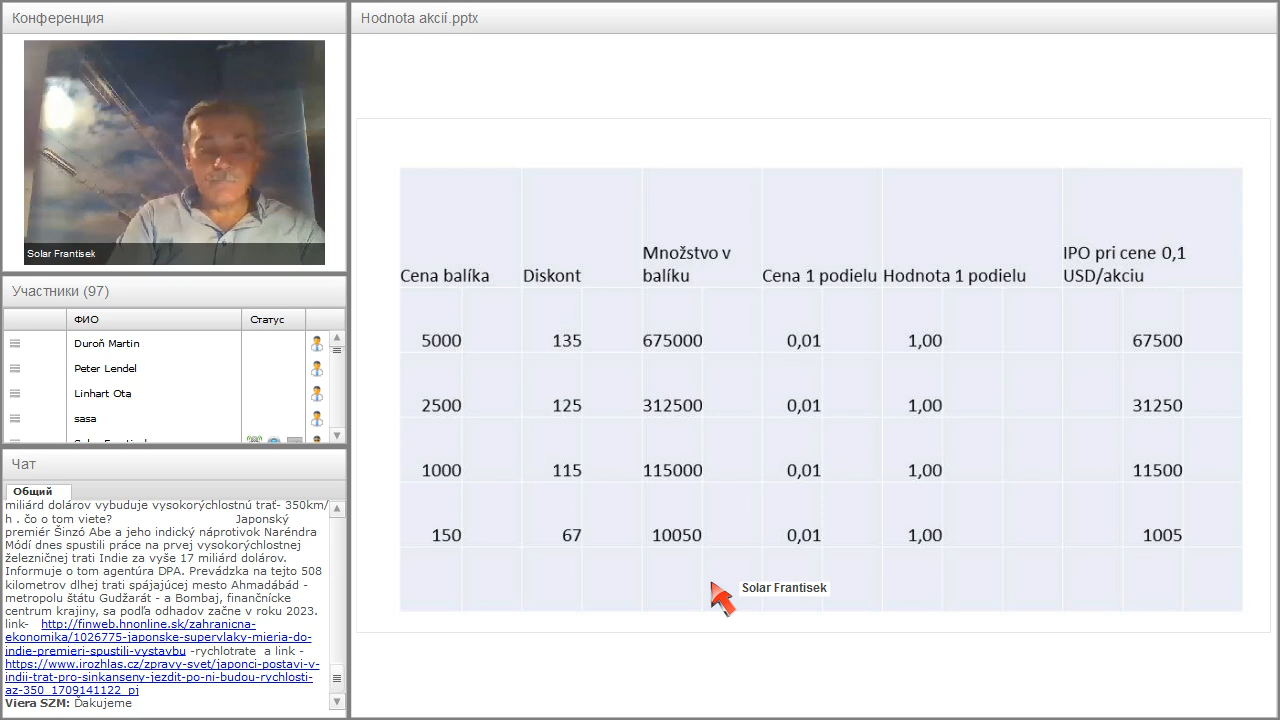 Конференция
Solar Frantisek
Участники (97)
ФИО Статус
Duroň Martin
Peter Lendel
Linhart Ota
sasa
Чат
Общий
miliárd dolárov vybuduje vysokorýchlostnú trať- 350km/
h . čo o tom viete? Japonský
premiér Šinzó Abe a jeho indický náprotivok Naréndra
Módí dnes spustili práce na prvej vysokorýchlostnej
železničnej trati Indie za vyše 17 miliárd dolárov.
Informuje o tom agentúra DPA. Prevádzka na tejto 508
kilometrov dlhej trati spájajúcej mesto Ahmadábád -
metropolu štátu Gudžarát - a Bombaj, finančnícke
centrum krajiny, sa podľa odhadov začne v roku 2023.
link- http://finweb.hnonline.sk/zahranicna-
ekonomika/1026775-japonske-supervlaky-mieria-do-
indie-premieri-spustili-vystavbu -rychlotrate a link -
https://www.irozhlas.cz/zpravy-svet/japonci-postavi-v-
indii-trat-pro-sinkanseny-jezdit-po-ni-budou-rychlosti-
az-350_1709141122_pj
Viera SZM: Ďakujeme
Hodnota akcií.pptx
Cena balíka Diskont Množstvo v balíku Cena 1 podielu Hodnota 1 podielu IPO pri cene 0,1 USD/akciu
5000 135 675000 0,01 1,00 67500
2500 125 312500 0,01 1,00 31250
1000 115 115000 0,01 1,00 11500
150 67 10050 0,01 1,00 1005
Solar Frantisek